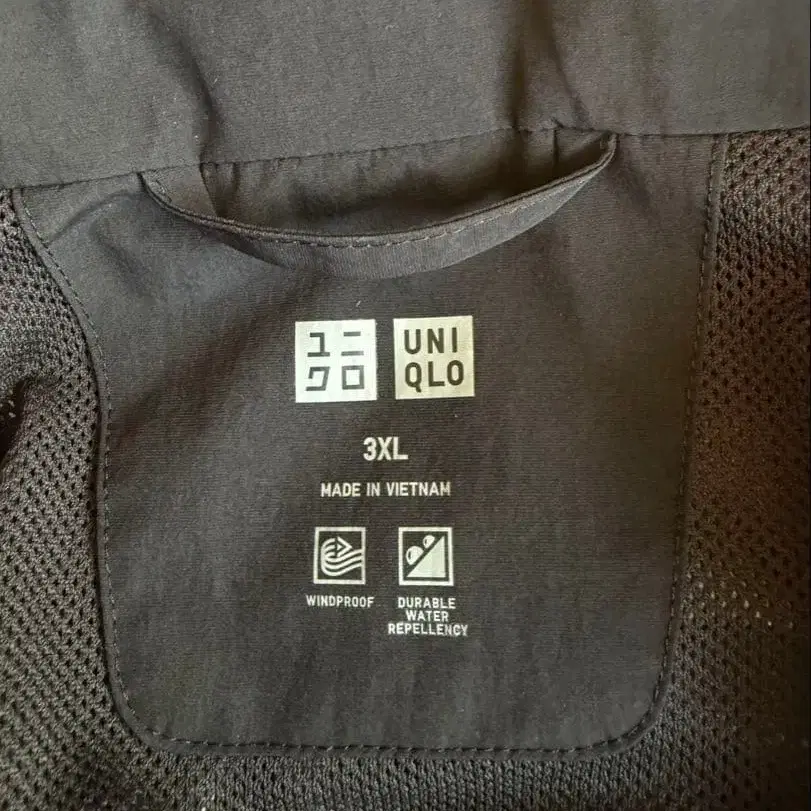 ユニ
クロ
UNI
QLO
3XL
MADE IN VIETNAM
WINDPROOF
DURABLE
WATER
REPELLENCY